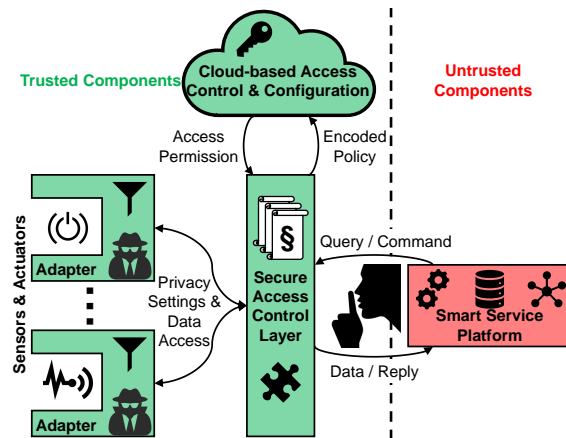 Cloud-based Access
Control & Configuration
Trusted Components
Untrusted
Components
Access
Permission
Encoded
Policy
Sensors & Actuators
Adapter
Privacy
Settings &
Data
Access
Adapter
§
Secure
Access
Control
Layer
Query / Command
Smart Service
Platform
Data / Reply